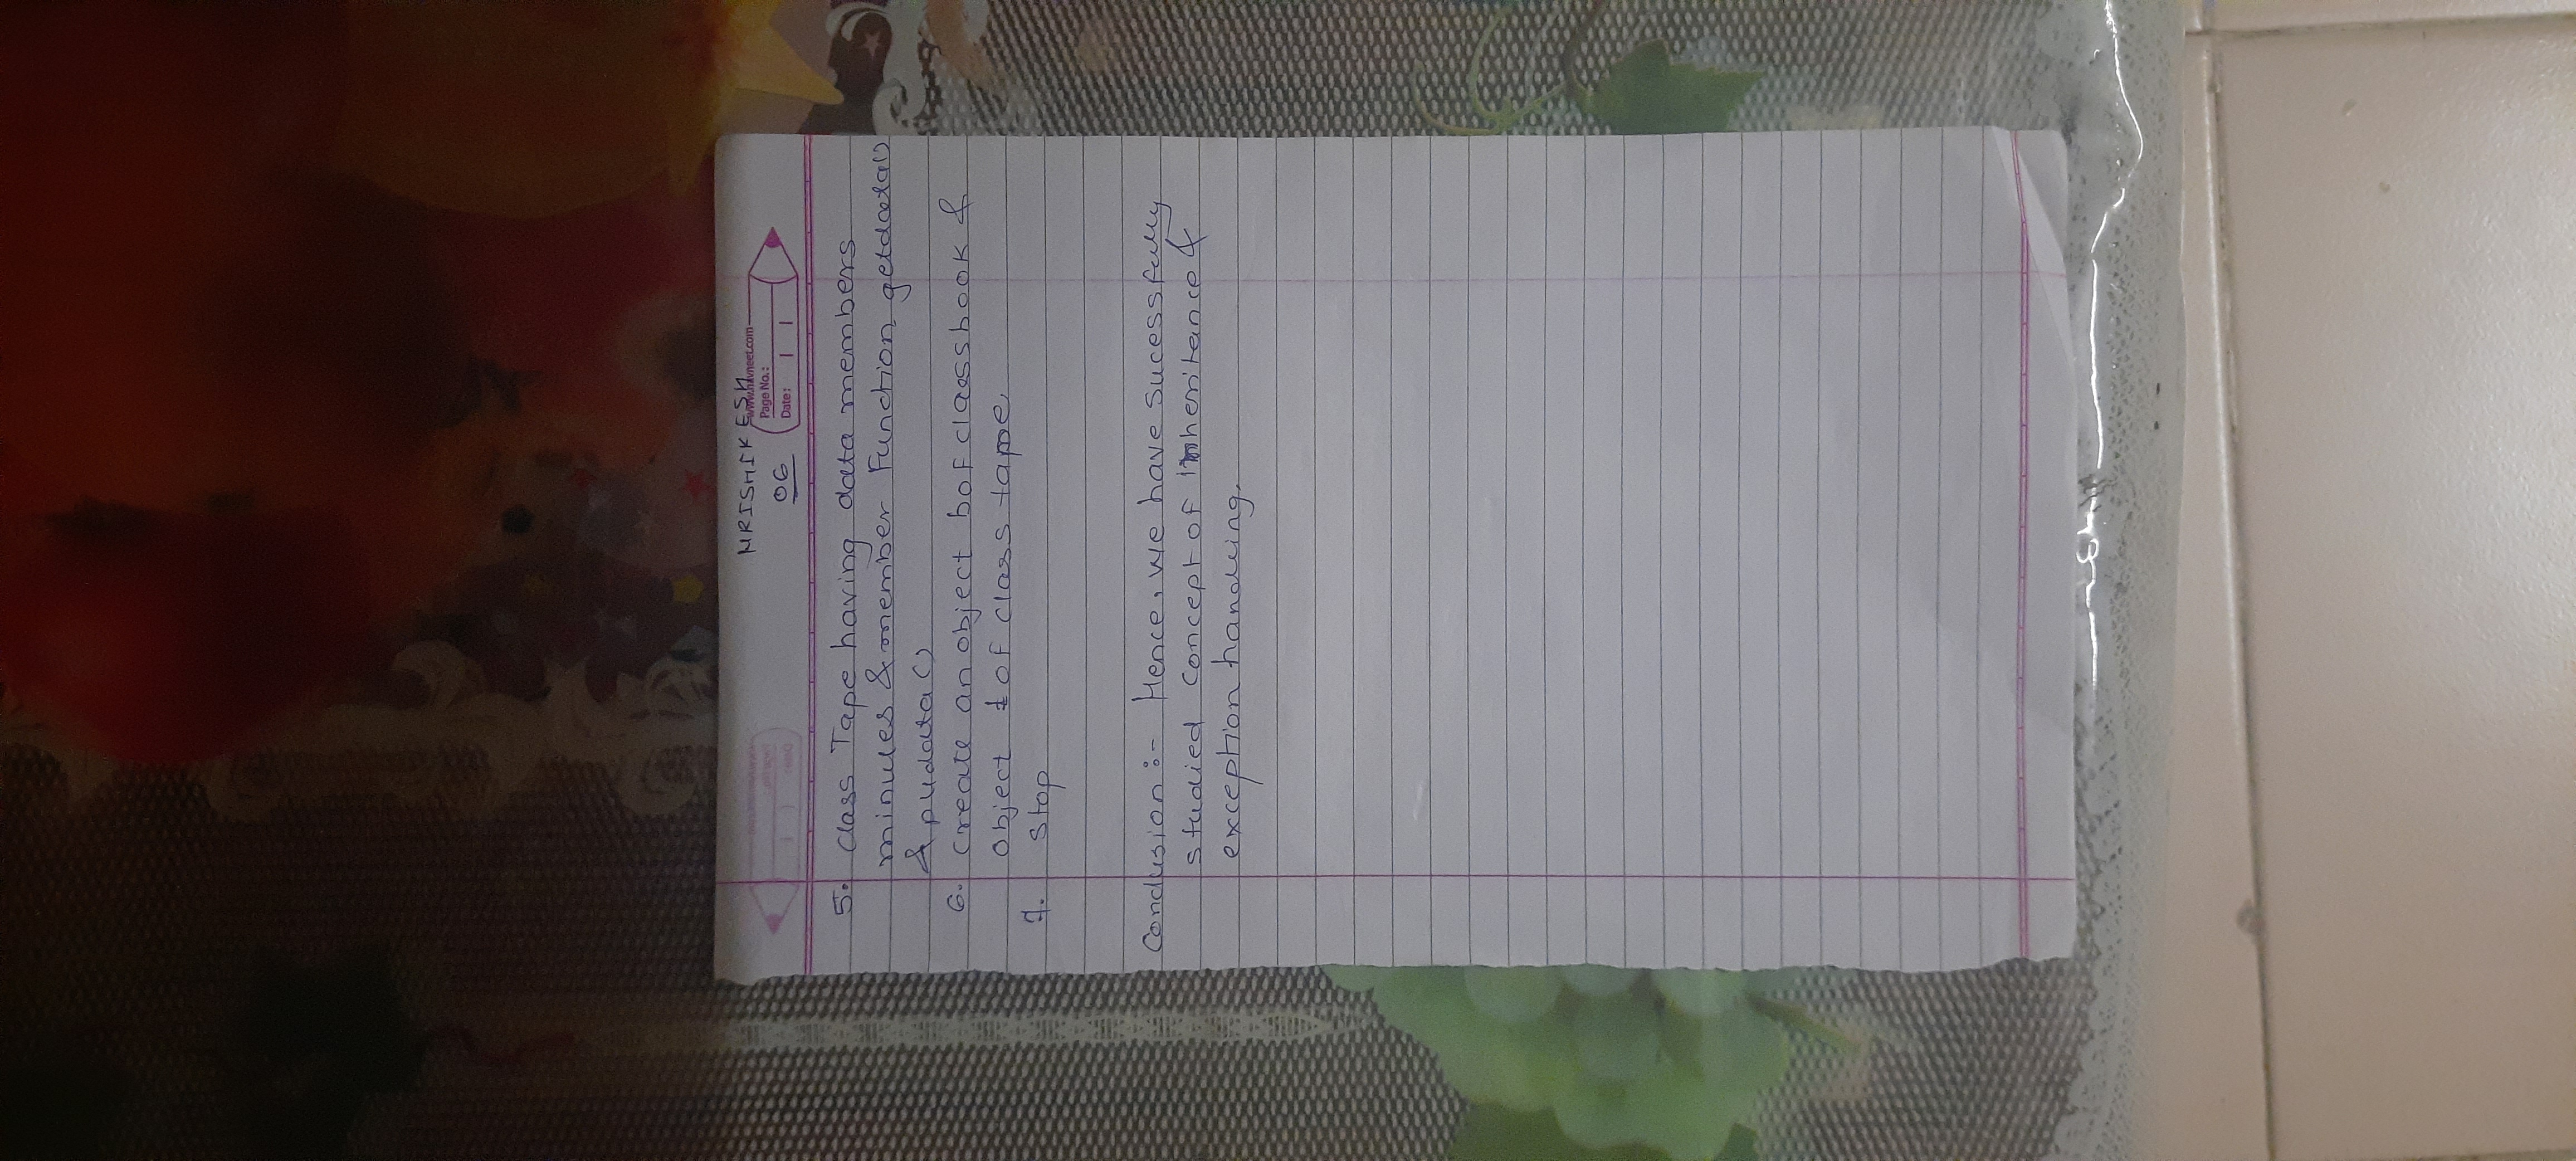 HRISHIKESH
www.navneet.com
06
Page No.:
Date:
5. class Tape having data members
minutes & member Function getdata()
& putdata()
6. create an object b of class book &
object t of class tape.
7. Stop
Conclusion :- Hence, we have sucessfully
studied concept of Inheritance &
exception handling.